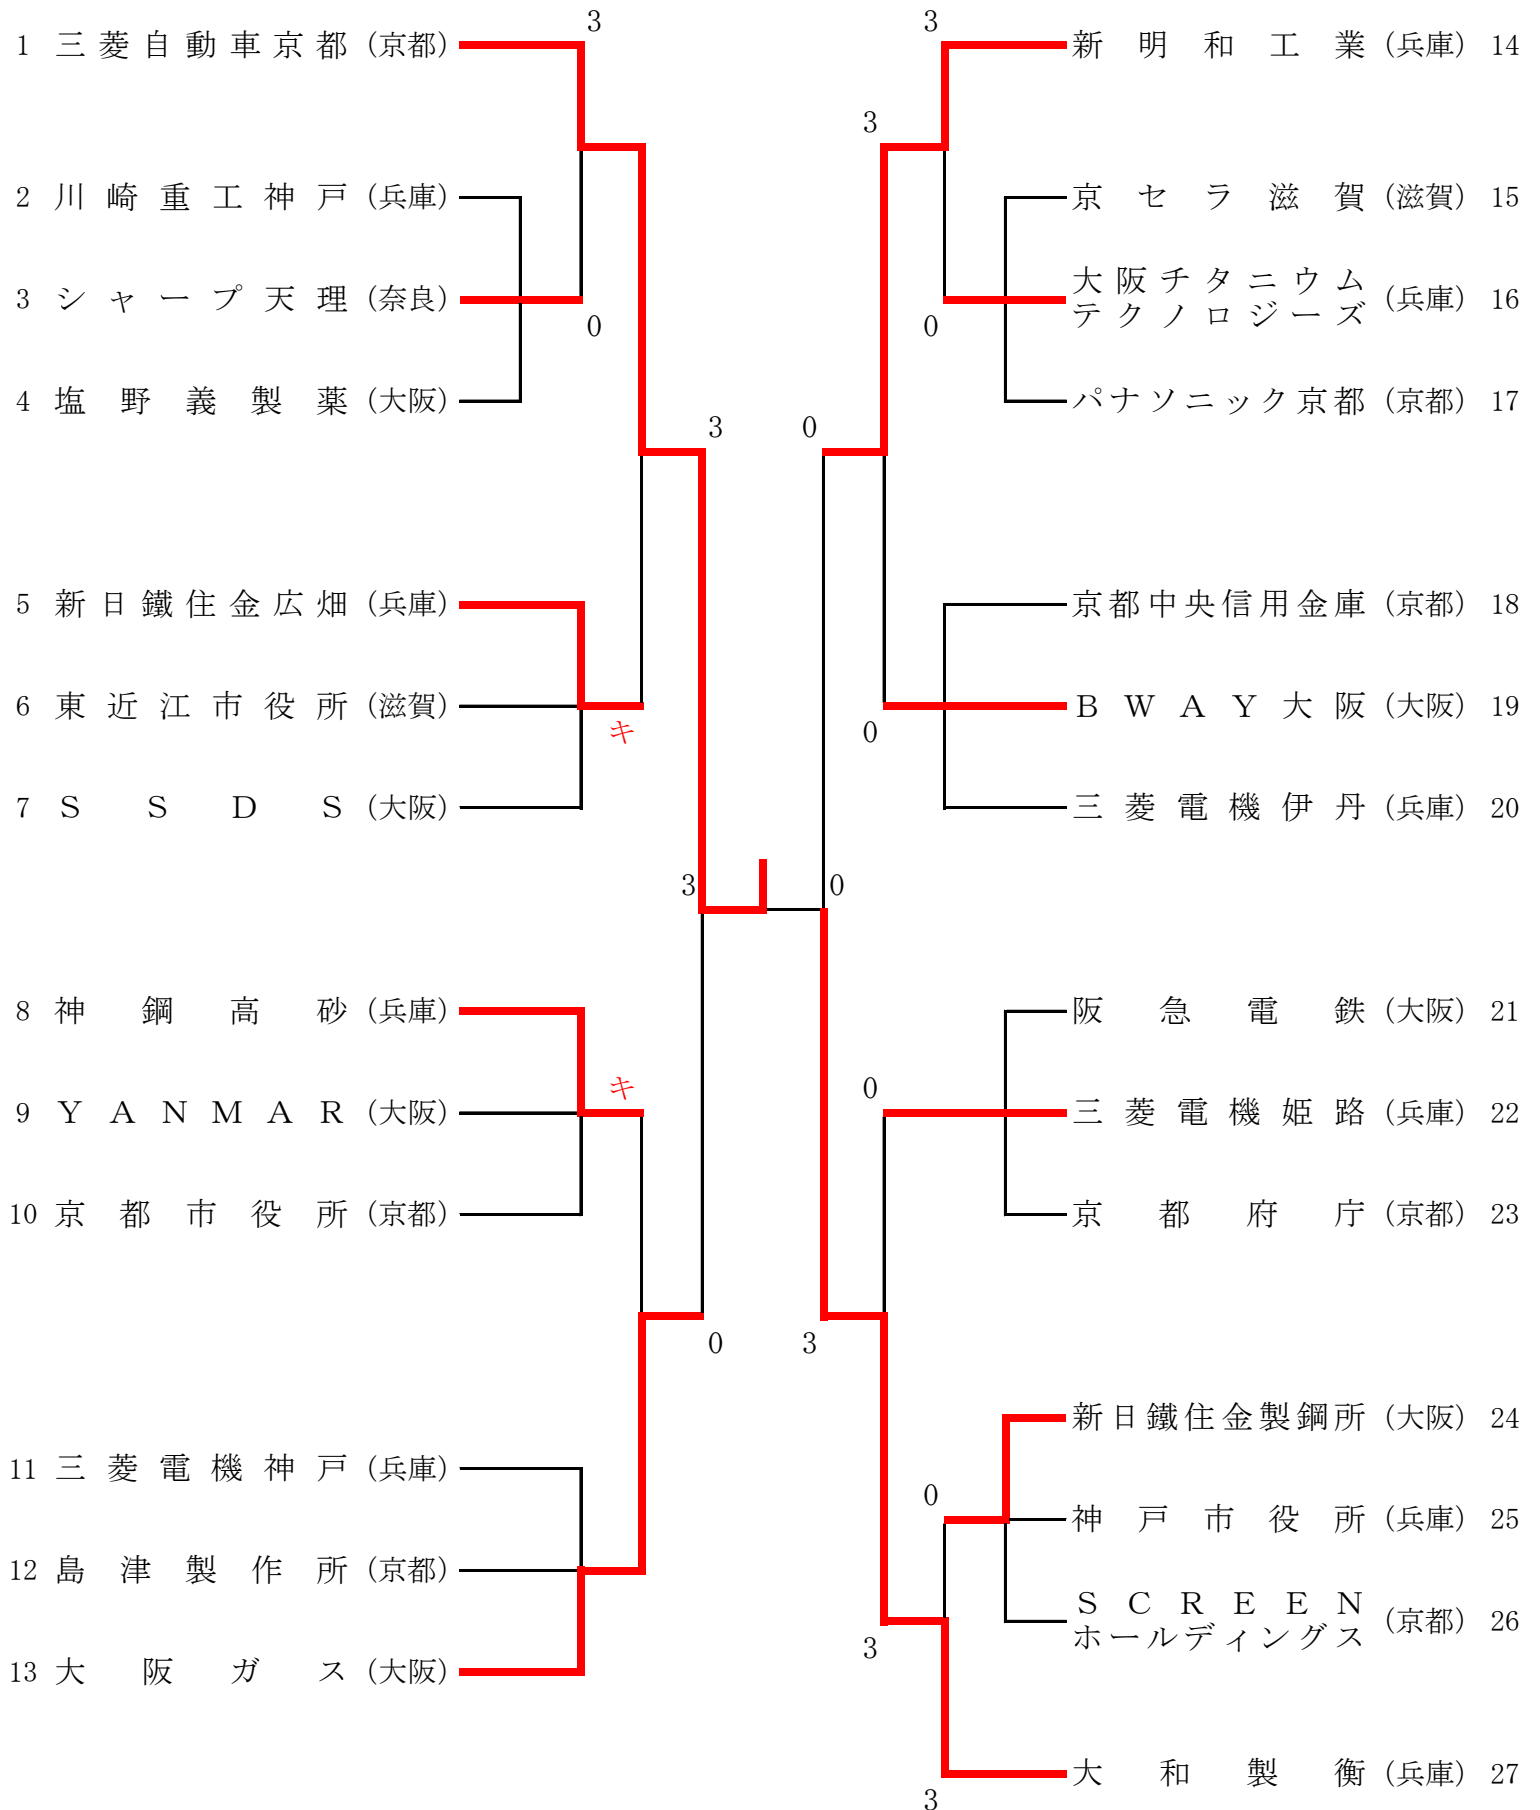 1 三菱自動車京都 (京都)
2 川崎重工神戸 (兵庫)
3 シャープ天理 (奈良)
4 塩野義製薬 (大阪)
5 新日鐵住金広畑 (兵庫)
6 東近江市役所 (滋賀)
7 ＳＳＤＳ (大阪)
8 神鋼高砂 (兵庫)
9 ＹＡＮＭＡＲ (大阪)
10 京都市役所 (京都)
11 三菱電機神戸 (兵庫)
12 島津製作所 (京都)
13 大阪ガス (大阪)
3
0
3
キ
3
キ
0
3
3
0
0
0
0
0
0
3
0
3
3
新明和工業 (兵庫) 14
京セラ滋賀 (滋賀) 15
大阪チタニウム
テクノロジーズ (兵庫) 16
パナソニック京都 (京都) 17
京都中央信用金庫 (京都) 18
ＢＷＡＹ大阪 (大阪) 19
三菱電機伊丹 (兵庫) 20
阪急電鉄 (大阪) 21
三菱電機姫路 (兵庫) 22
京都府庁 (京都) 23
新日鐵住金製鋼所 (大阪) 24
神戸市役所 (兵庫) 25
ＳＣＲＥＥＮ
ホールディングス (京都) 26
大和製衡 (兵庫) 27